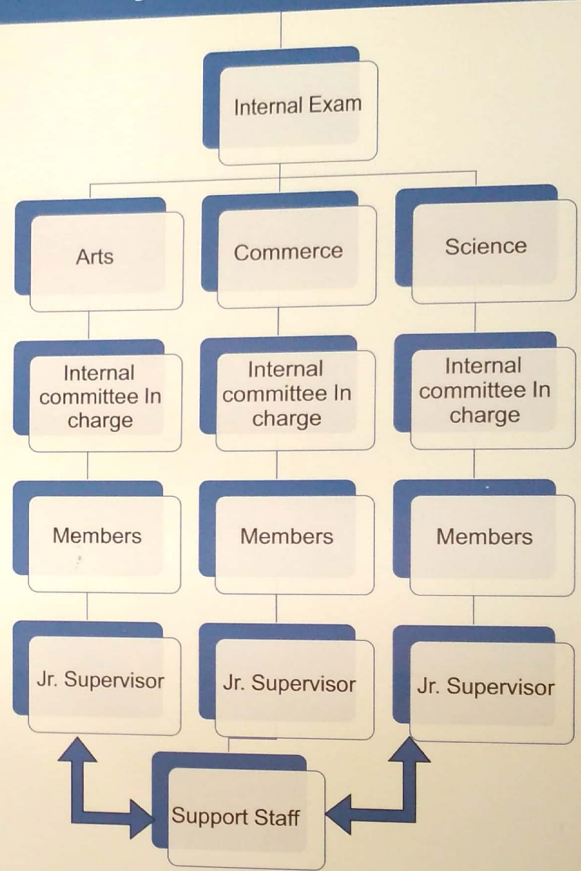 Internal Exam
Arts
Commerce
Science
Internal
committee In
charge
Internal
committee In
charge
Internal
committee In
charge
Members
Members
Members
Jr. Supervisor
Jr. Supervisor
Jr. Supervisor
Support Staff